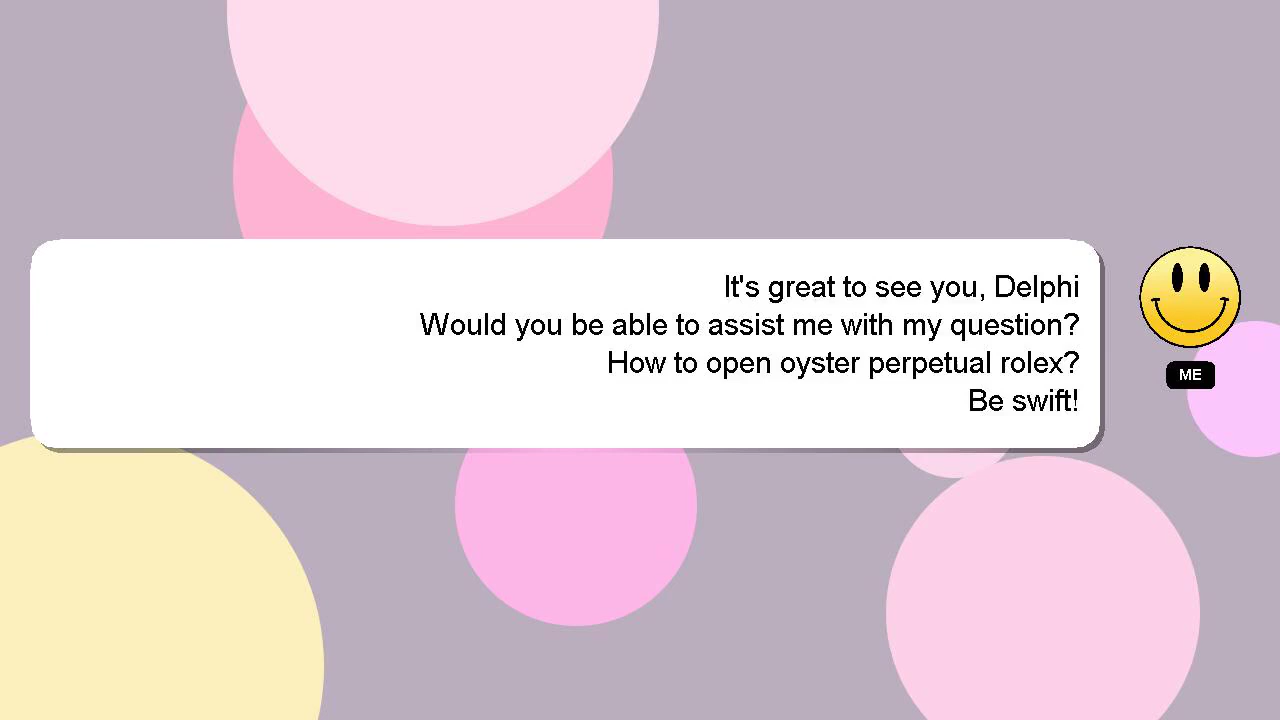 It's great to see you, Delphi
Would you be able to assist me with my question?
How to open oyster perpetual rolex?
Be swift!
ME